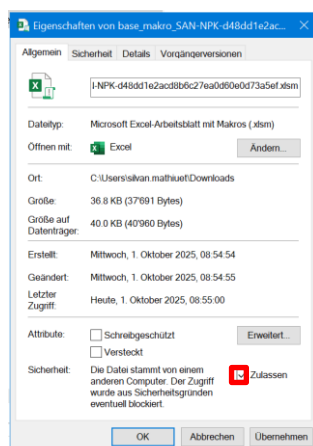 Eigenschaften von base_makro_SAN-NPK-d48dd1e2ac...
Allgemein Sicherheit Details Vorgängerversionen
I-NPK-d48dd1e2acd8b6c27ea0d60e0d73a5ef.xlsm
Dateityp: Microsoft Excel-Arbeitsblatt mit Makros (.xlsm)
Öffnen mit: Excel Ändern...
Ort: C:\Users\silvan.mathiuet\Downloads
Größe: 36.8 KB (37'691 Bytes)
Größe auf Datenträger: 40.0 KB (40'960 Bytes)
Erstellt: Mittwoch, 1. Oktober 2025, 08:54:54
Geändert: Mittwoch, 1. Oktober 2025, 08:54:55
Letzter Zugriff: Heute, 1. Oktober 2025, 08:55:00
Attribute: Schreibgeschützt Erweitert...
Versteckt
Sicherheit: Die Datei stammt von einem
anderen Computer. Der Zugriff Zulassen
wurde aus Sicherheitsgründen
eventuell blockiert.
OK Abbrechen Übernehmen